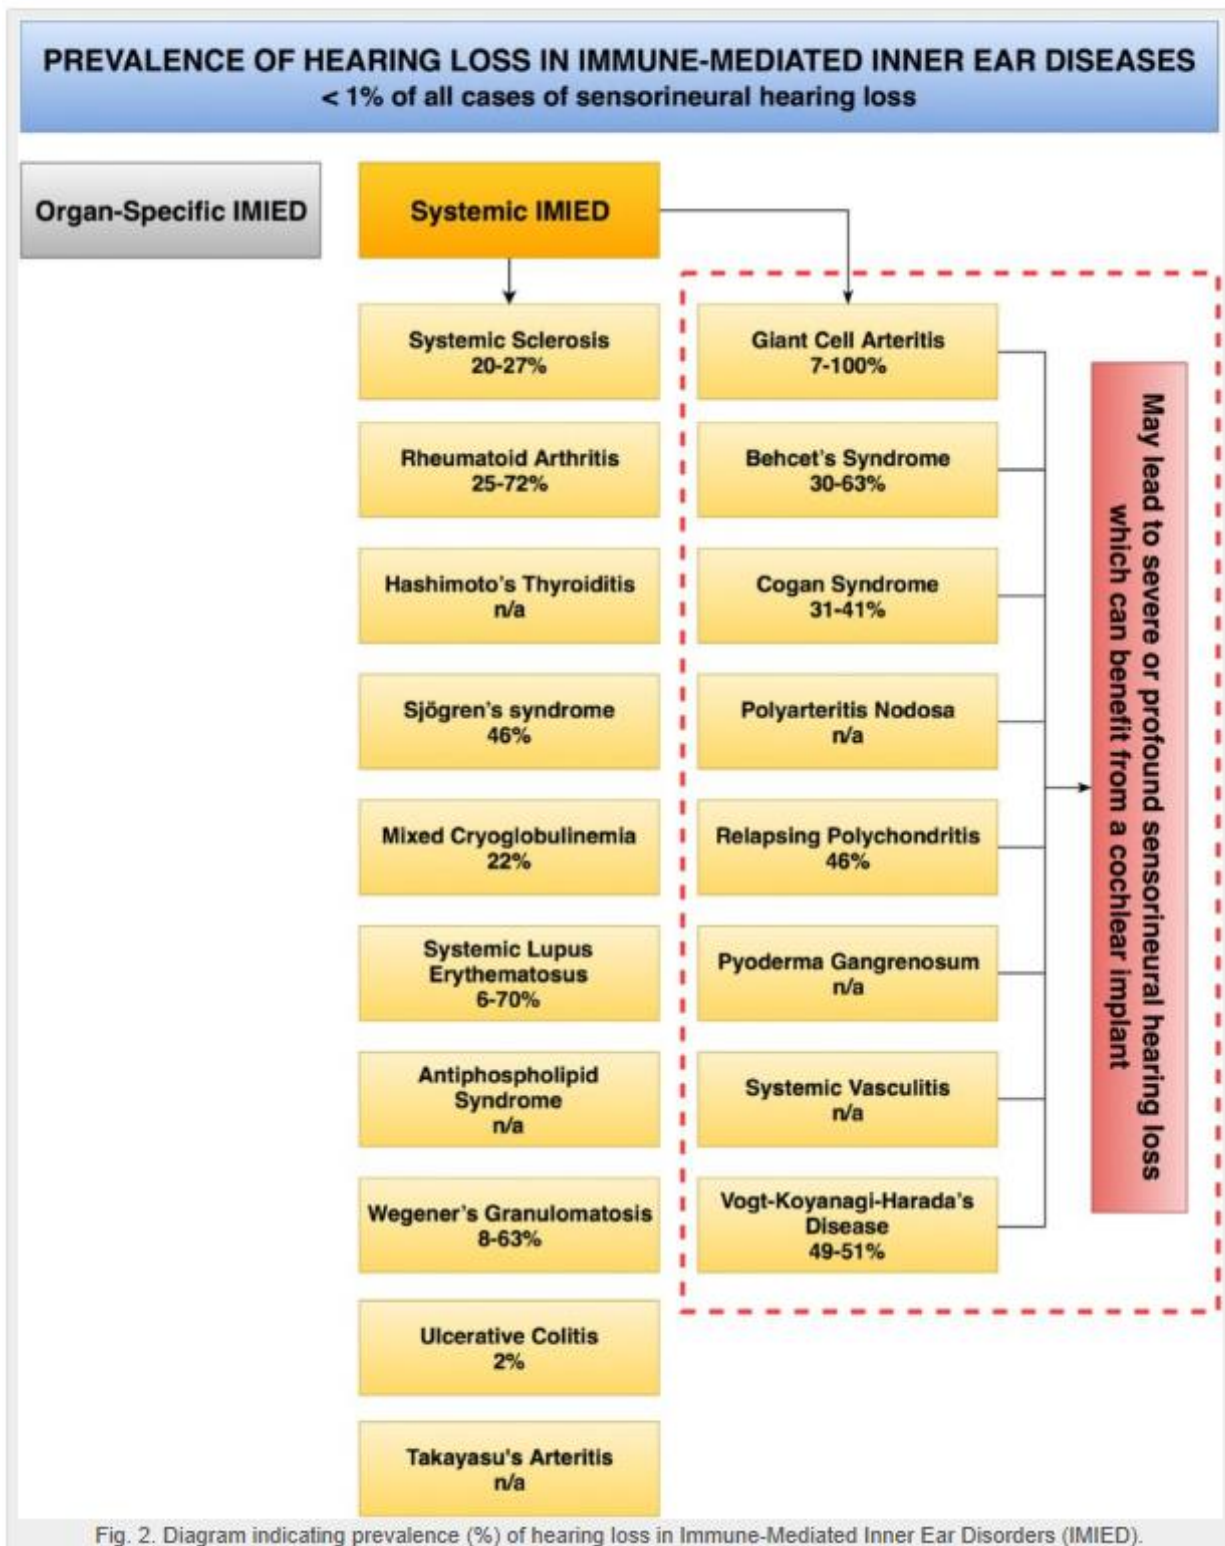 PREVALENCE OF HEARING LOSS IN IMMUNE-MEDIATED INNER EAR DISEASES
< 1% of all cases of sensorineural hearing loss
Organ-Specific IMIED
Systemic IMIED
Systemic Sclerosis
20-27%
Rheumatoid Arthritis
25-72%
Hashimoto's Thyroiditis
n/a
Sjögren's syndrome
46%
Mixed Cryoglobulinemia
22%
Systemic Lupus
Erythematosus
6-70%
Antiphospholipid
Syndrome
n/a
Wegener's Granulomatosis
8-63%
Ulcerative Colitis
2%
Takayasu's Arteritis
n/a
Giant Cell Arteritis
7-100%
Behcet's Syndrome
30-63%
Cogan Syndrome
31-41%
Polyarteritis Nodosa
n/a
Relapsing Polychondritis
46%
Pyoderma Gangrenosum
n/a
Systemic Vasculitis
n/a
Vogt-Koyanagi-Harada's
Disease
49-51%
May lead to severe or profound sensorineural hearing loss
which can benefit from a cochlear implant
Fig. 2. Diagram indicating prevalence (%) of hearing loss in Immune-Mediated Inner Ear Disorders (IMIED).